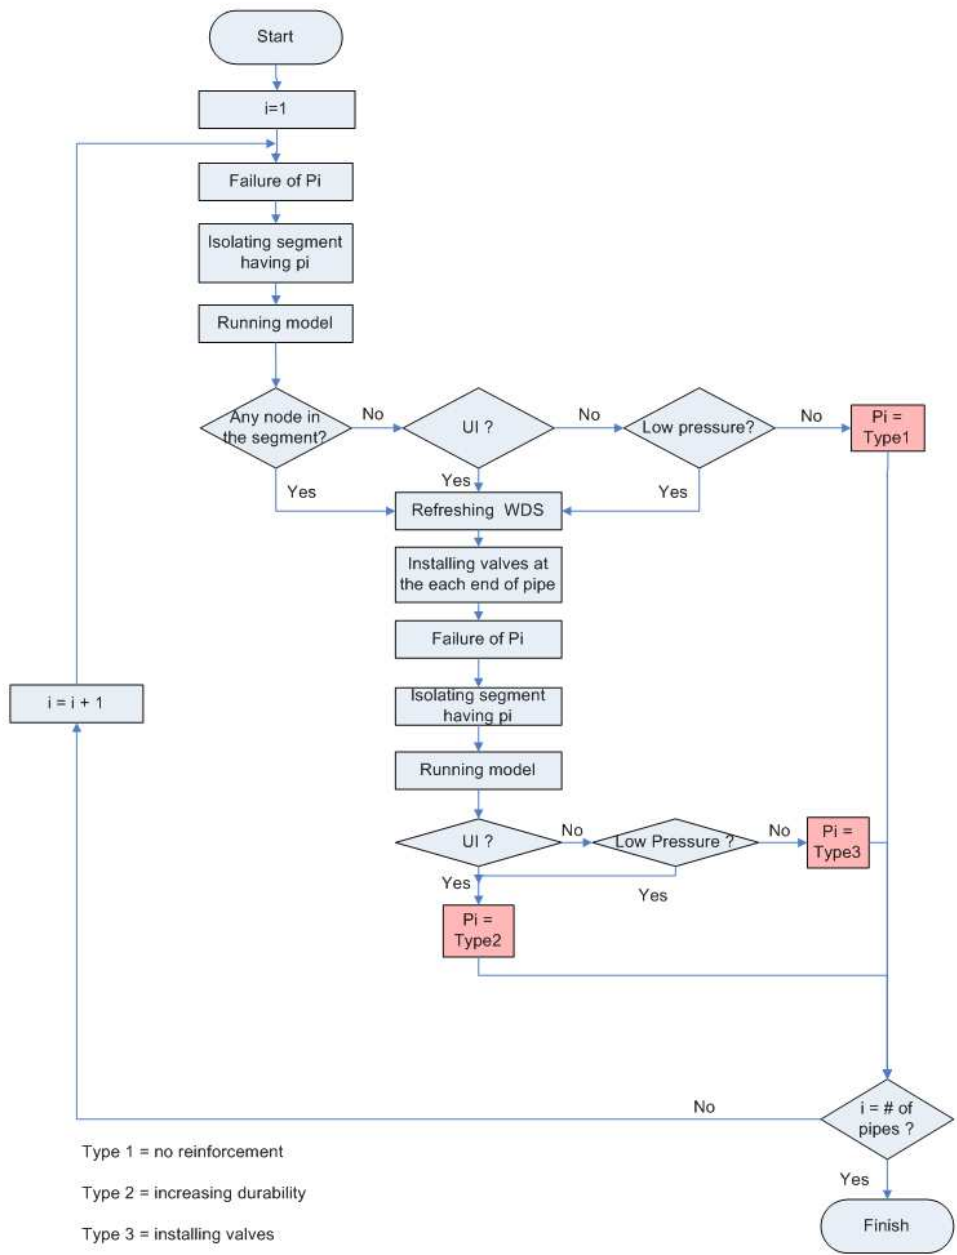 Start
i=1
Failure of Pi
Isolating segment
having pi
Running model
Any node in
the segment?
No
UI ?
No
Low pressure?
No
Pi =
Type1
Yes
Yes
Yes
Refreshing WDS
Installing valves at
the each end of pipe
Failure of Pi
Isolating segment
having pi
i = i + 1
Running model
UI ?
No
Low Pressure ?
No
Pi =
Type3
Yes
Yes
Pi =
Type2
No
i = # of
pipes ?
Yes
Finish
Type 1 = no reinforcement
Type 2 = increasing durability
Type 3 = installing valves